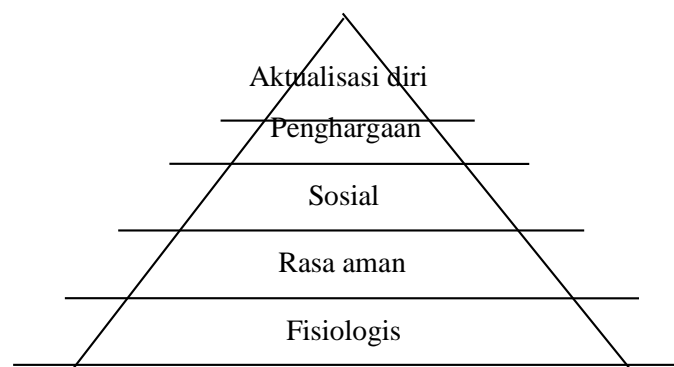 Aktualisasi diri
Penghargaan
Sosial
Rasa aman
Fisiologis